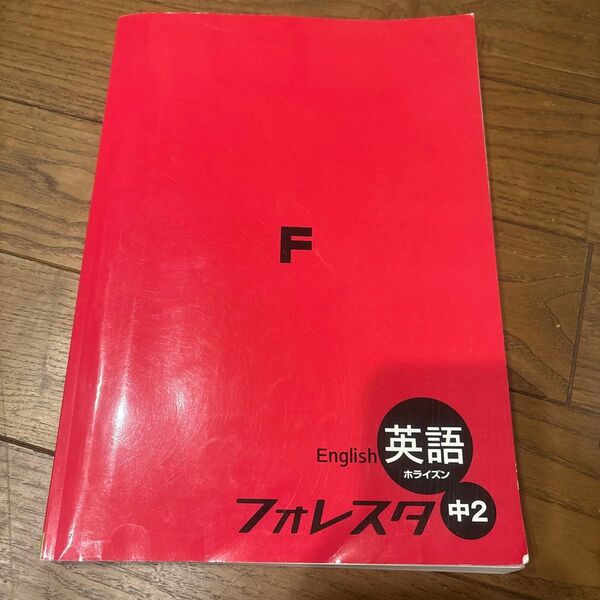 F
English 英語
ホライズン
フォレスタ 中2